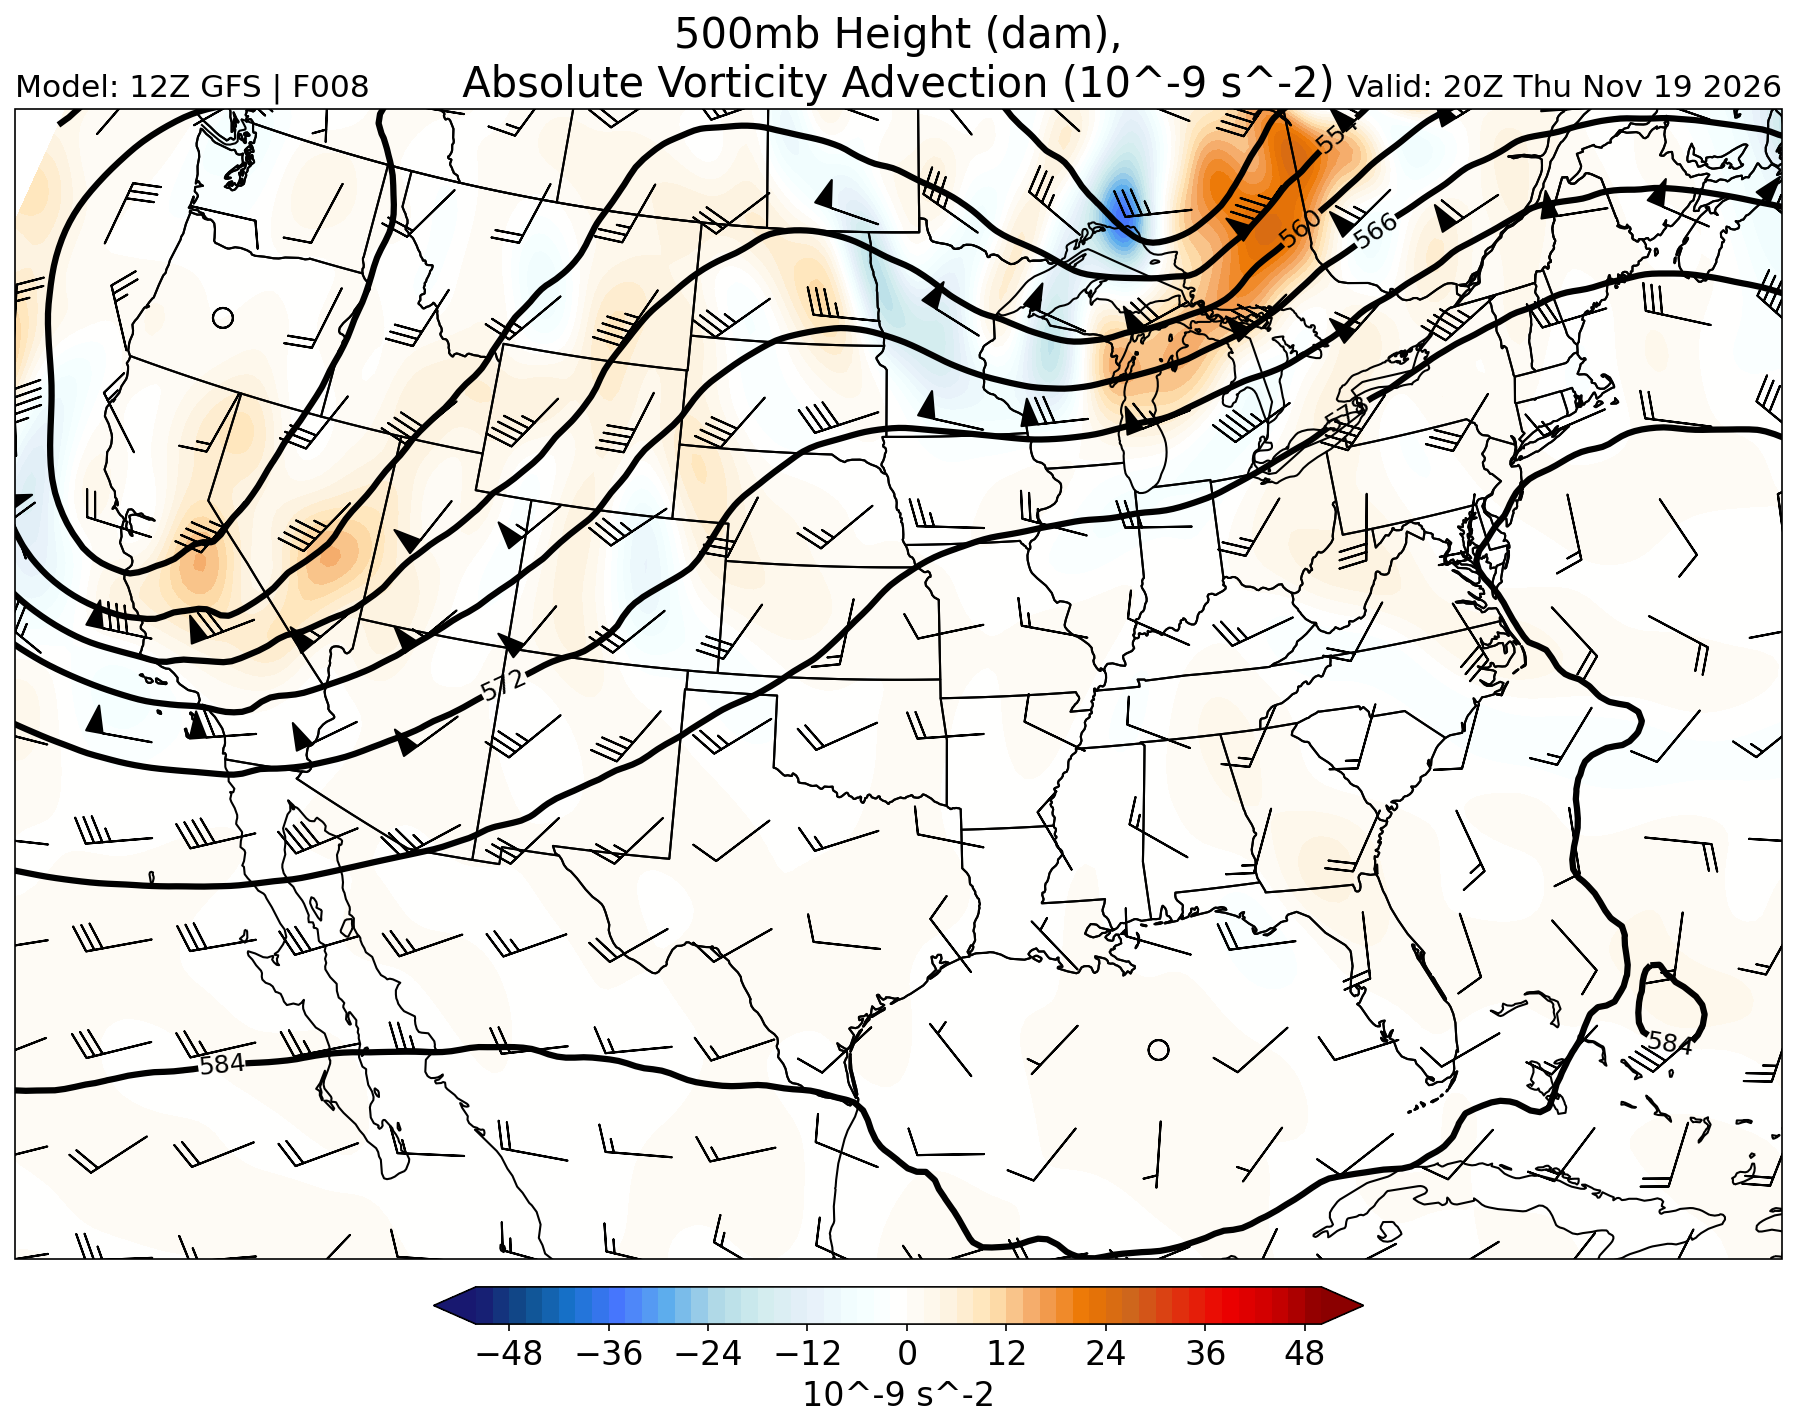 500mb Height (dam),
Model: 12Z GFS | F008
Absolute Vorticity Advection (10^-9 s^-2)
Valid: 20Z Thu Nov 19 2026
560
566
578
572
584
584
−48 −36 −24 −12 0 12 24 36 48
10^-9 s^-2